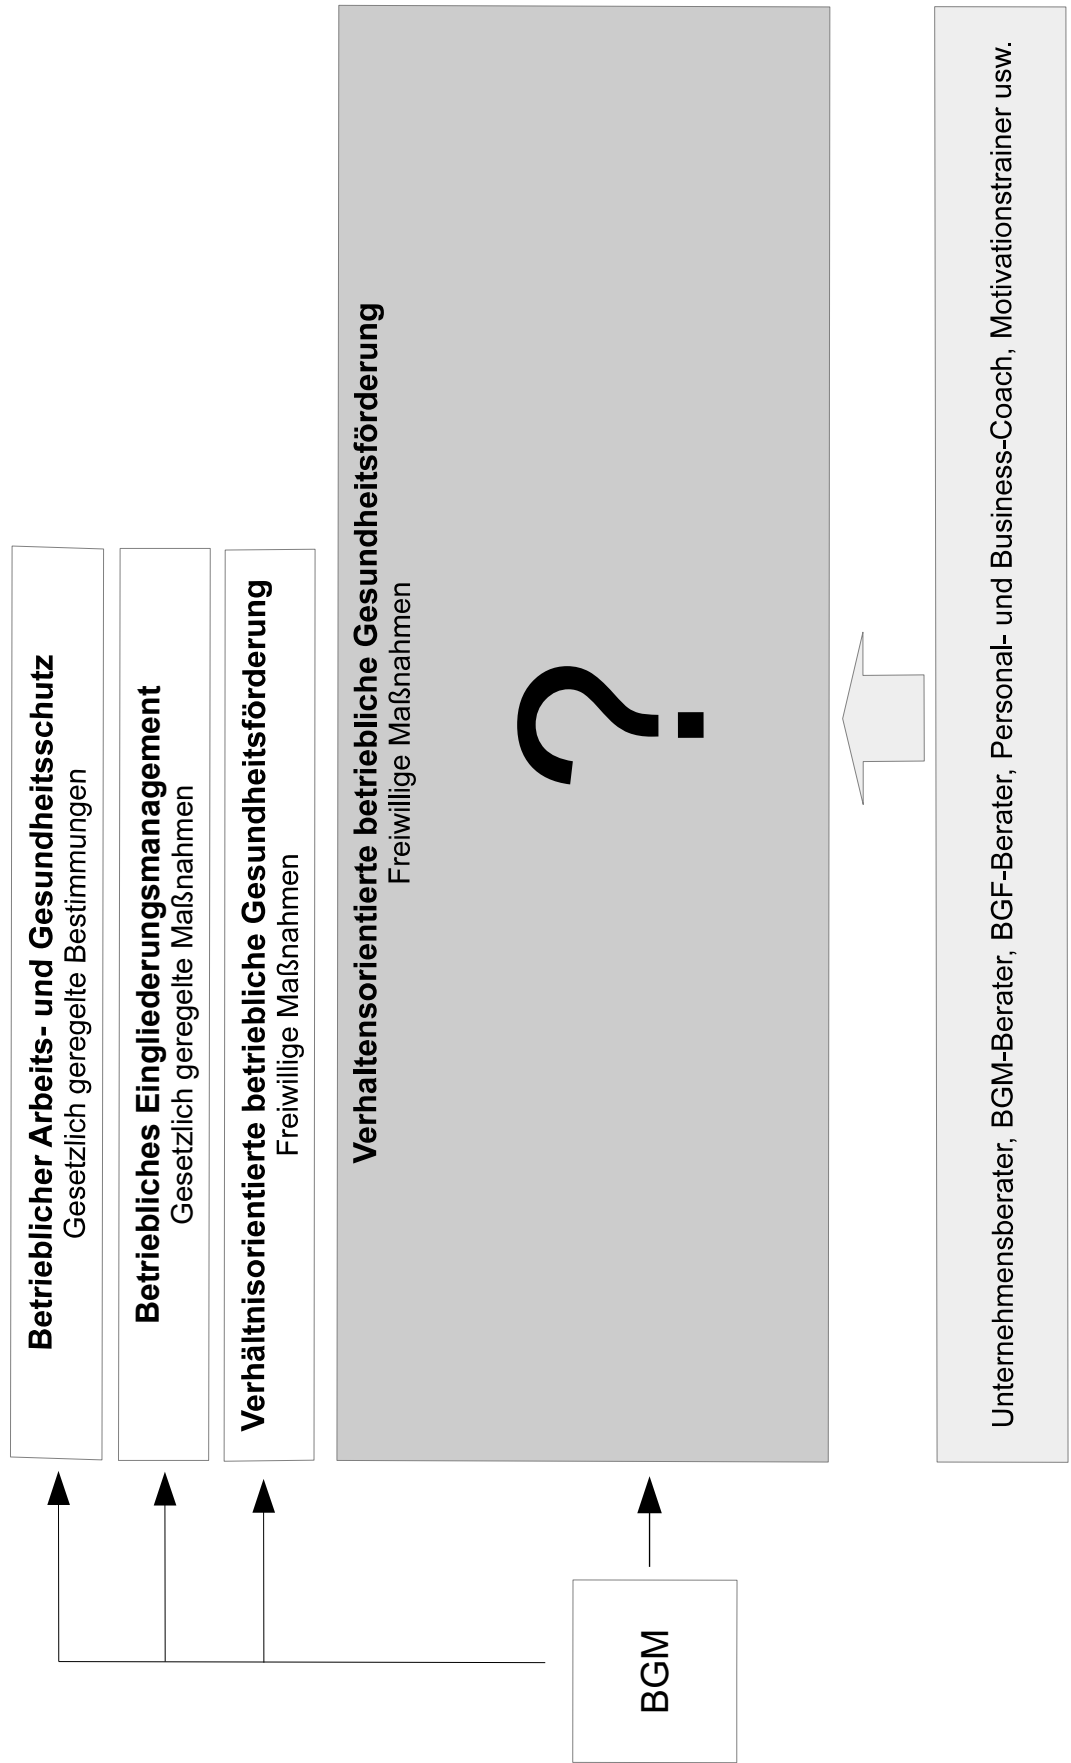 Betrieblicher Arbeits- und Gesundheitsschutz
Gesetzlich geregelte Bestimmungen
Betriebliches Eingliederungsmanagement
Gesetzlich geregelte Maßnahmen
Verhältnisorientierte betriebliche Gesundheitsförderung
Freiwillige Maßnahmen
Verhaltensorientierte betriebliche Gesundheitsförderung
Freiwillige Maßnahmen
?
BGM
Unternehmensberater, BGM-Berater, BGF-Berater, Personal- und Business-Coach, Motivationstrainer usw.